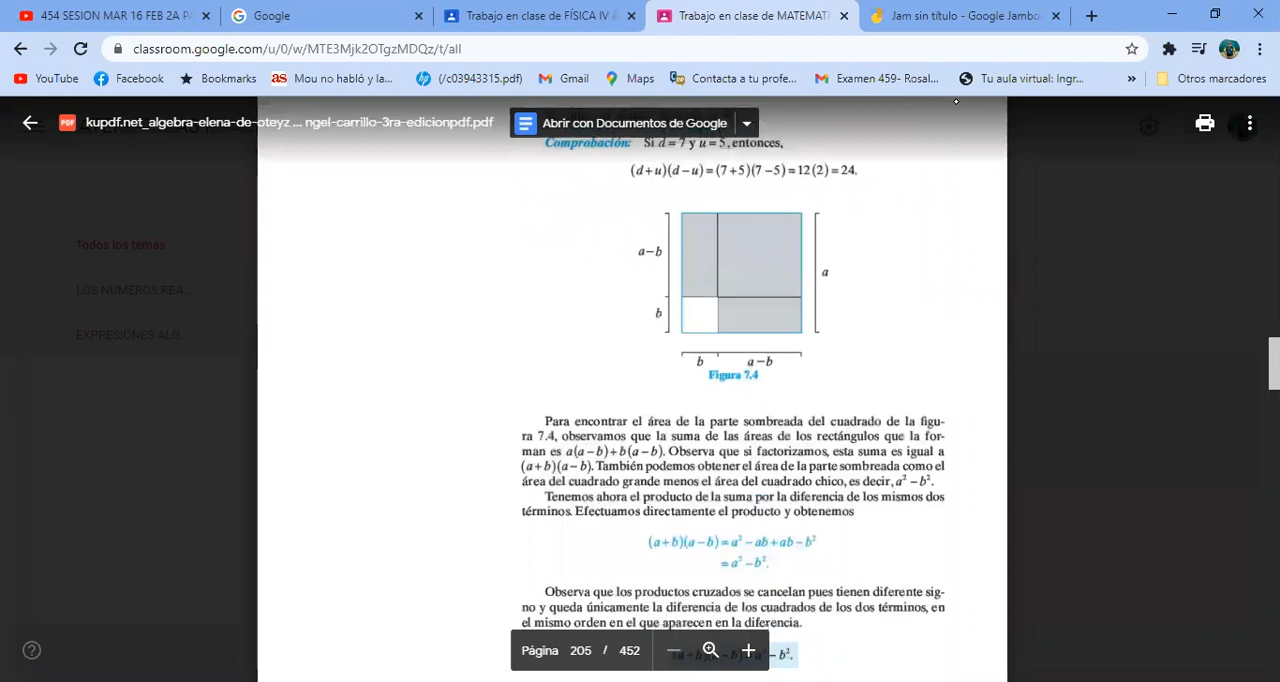 454 SESION MAR 16 FEB 2A PA
Google
Trabajo en clase de FÍSICA IV Á
Trabajo en clase de MATEMATI
Jam sin título - Google Jambo
classroom.google.com/u/0/w/MTE3Mjk2OTgzMDQz/t/all
YouTube
Facebook
Bookmarks
as Mou no habló y la...
hp (/c03943315.pdf)
Gmail
Maps
Contacta a tu profe...
Examen 459- Rosal...
Tu aula virtual: Ingr...
»
Otros marcadores
PDF kupdf.net_algebra-elena-de-oteyz ... ngel-carrillo-3ra-edicionpdf.pdf
Abrir con Documentos de Google
Comprobación: Si d = 7 y u = 5, entonces,
(d+u)(d−u)=(7+5)(7−5)=12(2)=24.
Todos los temas
LOS NUMEROS REA...
EXPRESIONES ALG...
a−b
a
b
b a−b
Figura 7.4
Para encontrar el área de la parte sombreada del cuadrado de la figu-
ra 7.4, observamos que la suma de las áreas de los rectángulos que la for-
man es a(a−b)+b(a−b). Observa que si factorizamos, esta suma es igual a
(a+b)(a−b). También podemos obtener el área de la parte sombreada como el
área del cuadrado grande menos el área del cuadrado chico, es decir, a²−b².
Tenemos ahora el producto de la suma por la diferencia de los mismos dos
términos. Efectuamos directamente el producto y obtenemos
(a+b)(a−b)=a²−ab+ab−b²
=a²−b².
Observa que los productos cruzados se cancelan pues tienen diferente sig-
no y queda únicamente la diferencia de los cuadrados de los dos términos, en
el mismo orden en el que aparecen en la diferencia.
Página 205 / 452
−b².